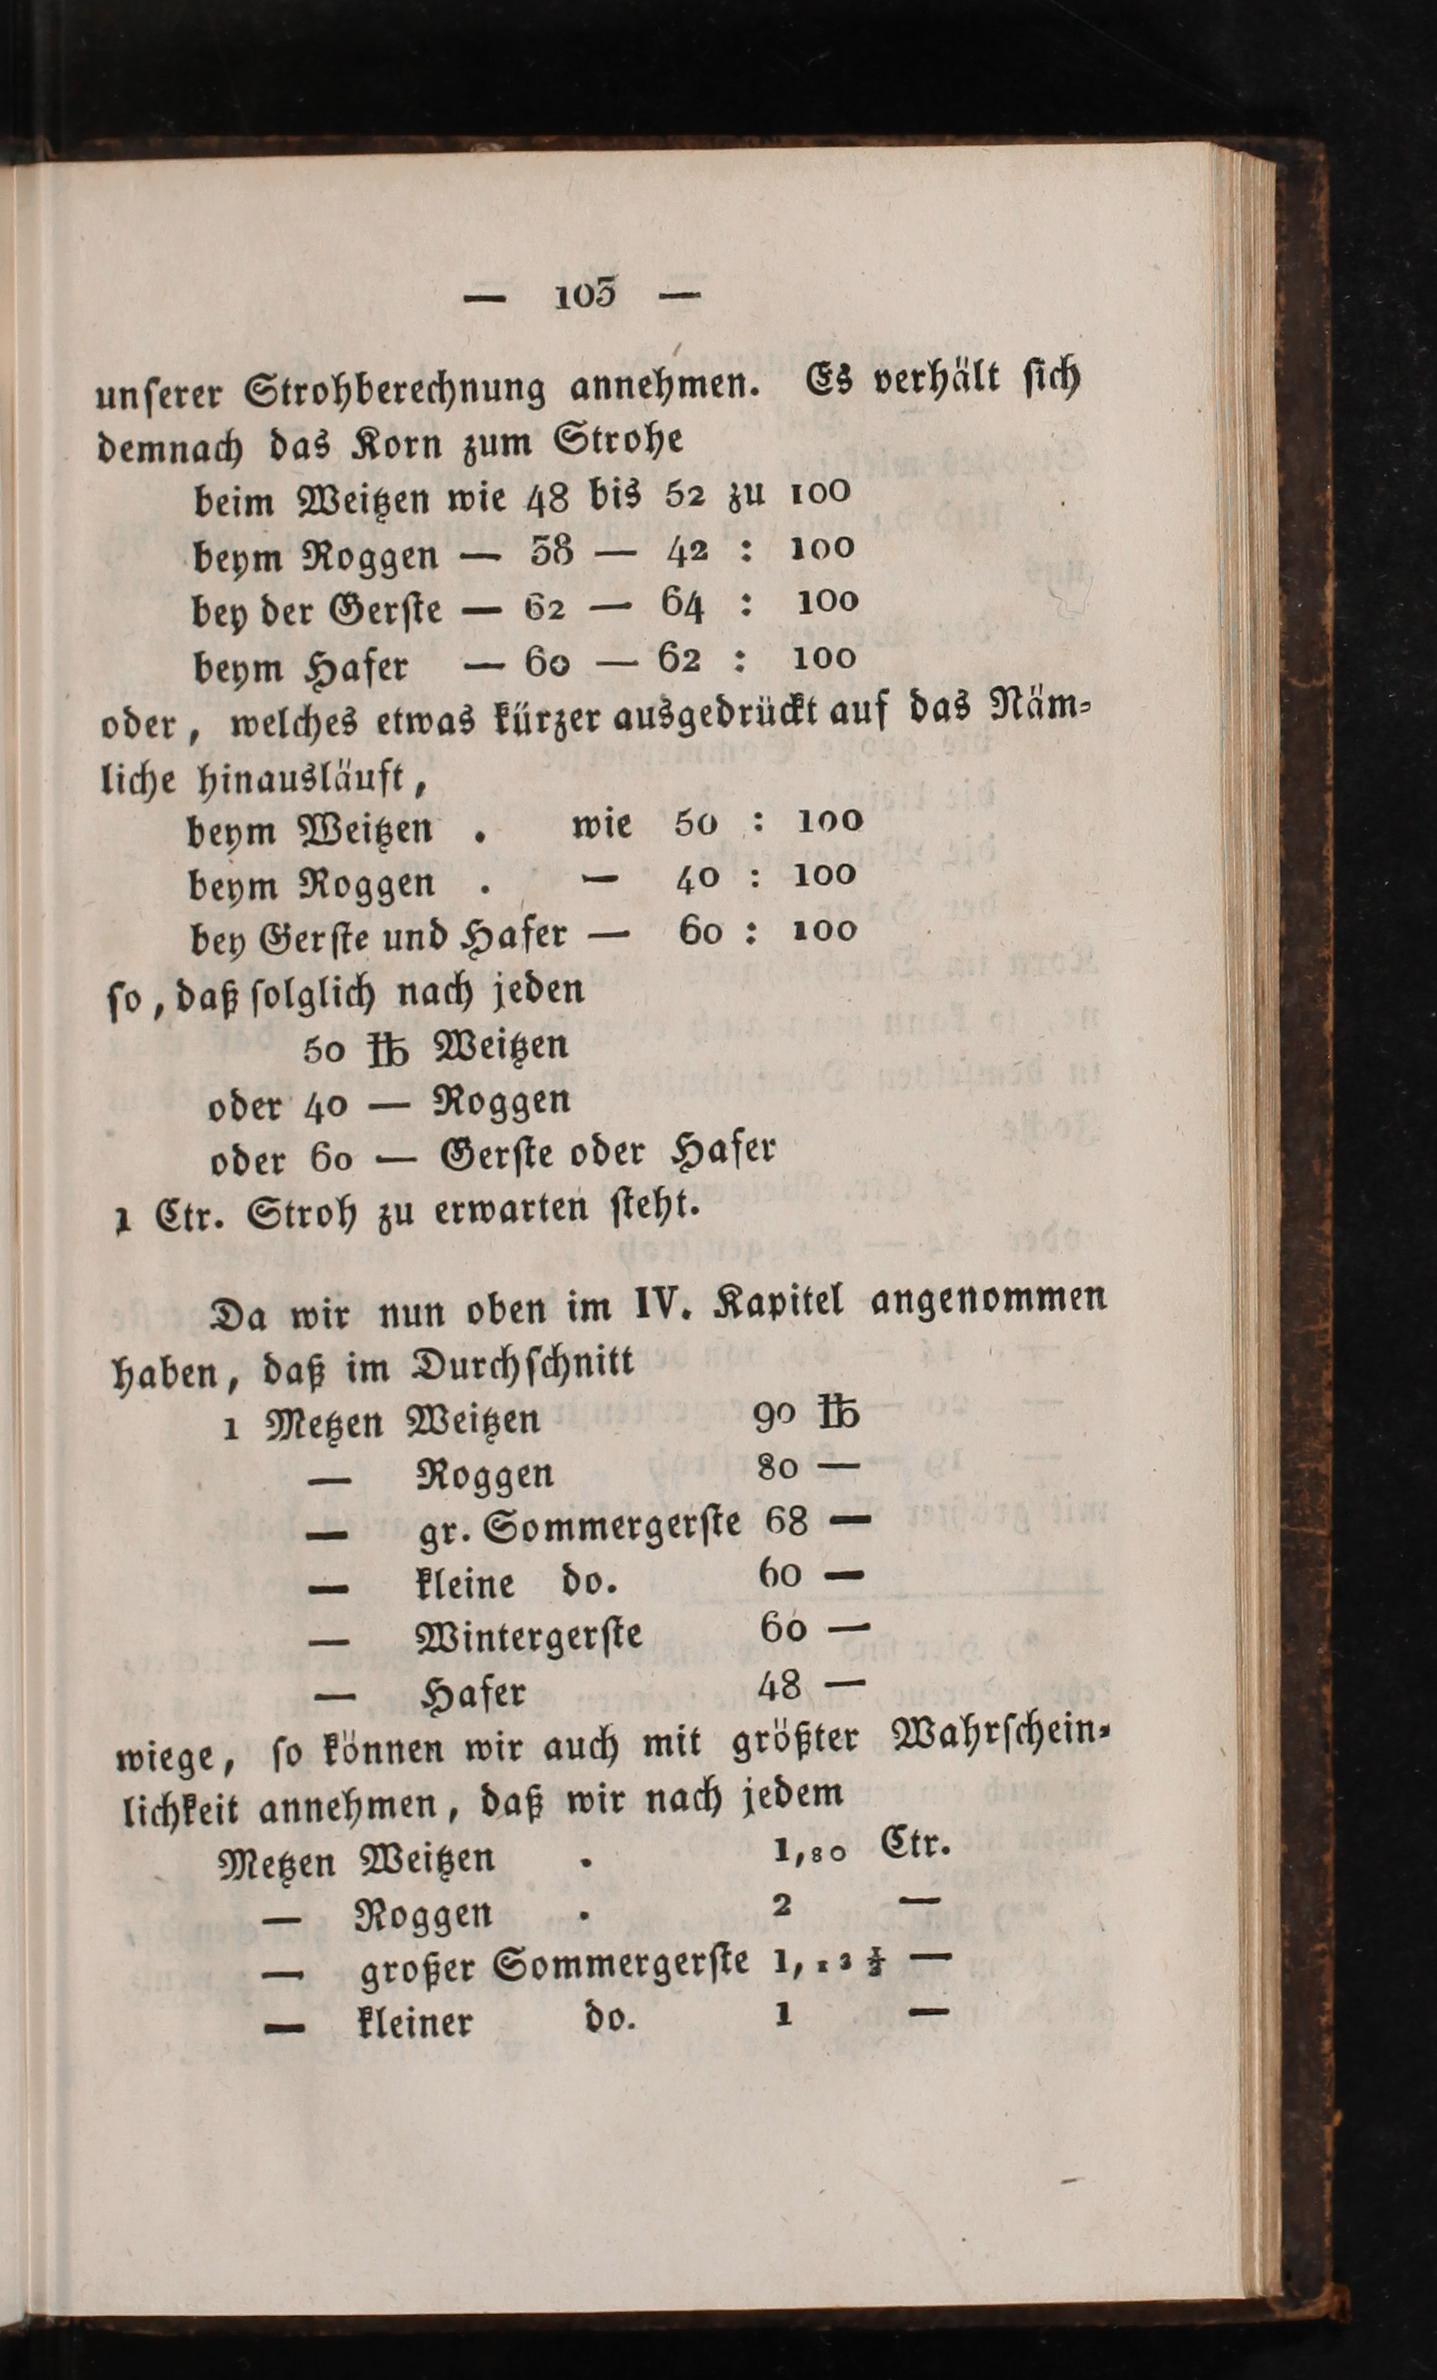 — 103 —
unſerer Strohberechnung annehmen. Es verhält ſich
demnach das Korn zum Strohe
beim Weitzen wie 48 bis 52 zu 100
beym Roggen — 38 — 42 : 100
bey der Gerſte — 62 — 64 : 100
beym Hafer — 60 — 62 : 100
oder, welches etwas kürzer ausgedrückt auf das Näm-
liche hinausläuft,
beym Weitzen . wie 50 : 100
beym Roggen . — 40 : 100
bey Gerſte und Hafer — 60 : 100
ſo, daß ſolglich nach jeden
50 ℔ Weitzen
oder 40 — Roggen
oder 60 — Gerſte oder Hafer
1 Ctr. Stroh zu erwarten ſteht.
Da wir nun oben im IV. Kapitel angenommen
haben, daß im Durchſchnitt
1 Metzen Weitzen 90 ℔
— Roggen 80 —
— gr. Sommergerſte 68 —
— kleine do. 60 —
— Wintergerſte 60 —
— Hafer 48 —
wiege, ſo können wir auch mit größter Wahrſchein-
lichkeit annehmen, daß wir nach jedem
Metzen Weitzen . 1,80 Ctr.
— Roggen . 2 —
— großer Sommergerſte —
— kleiner do. 1 —